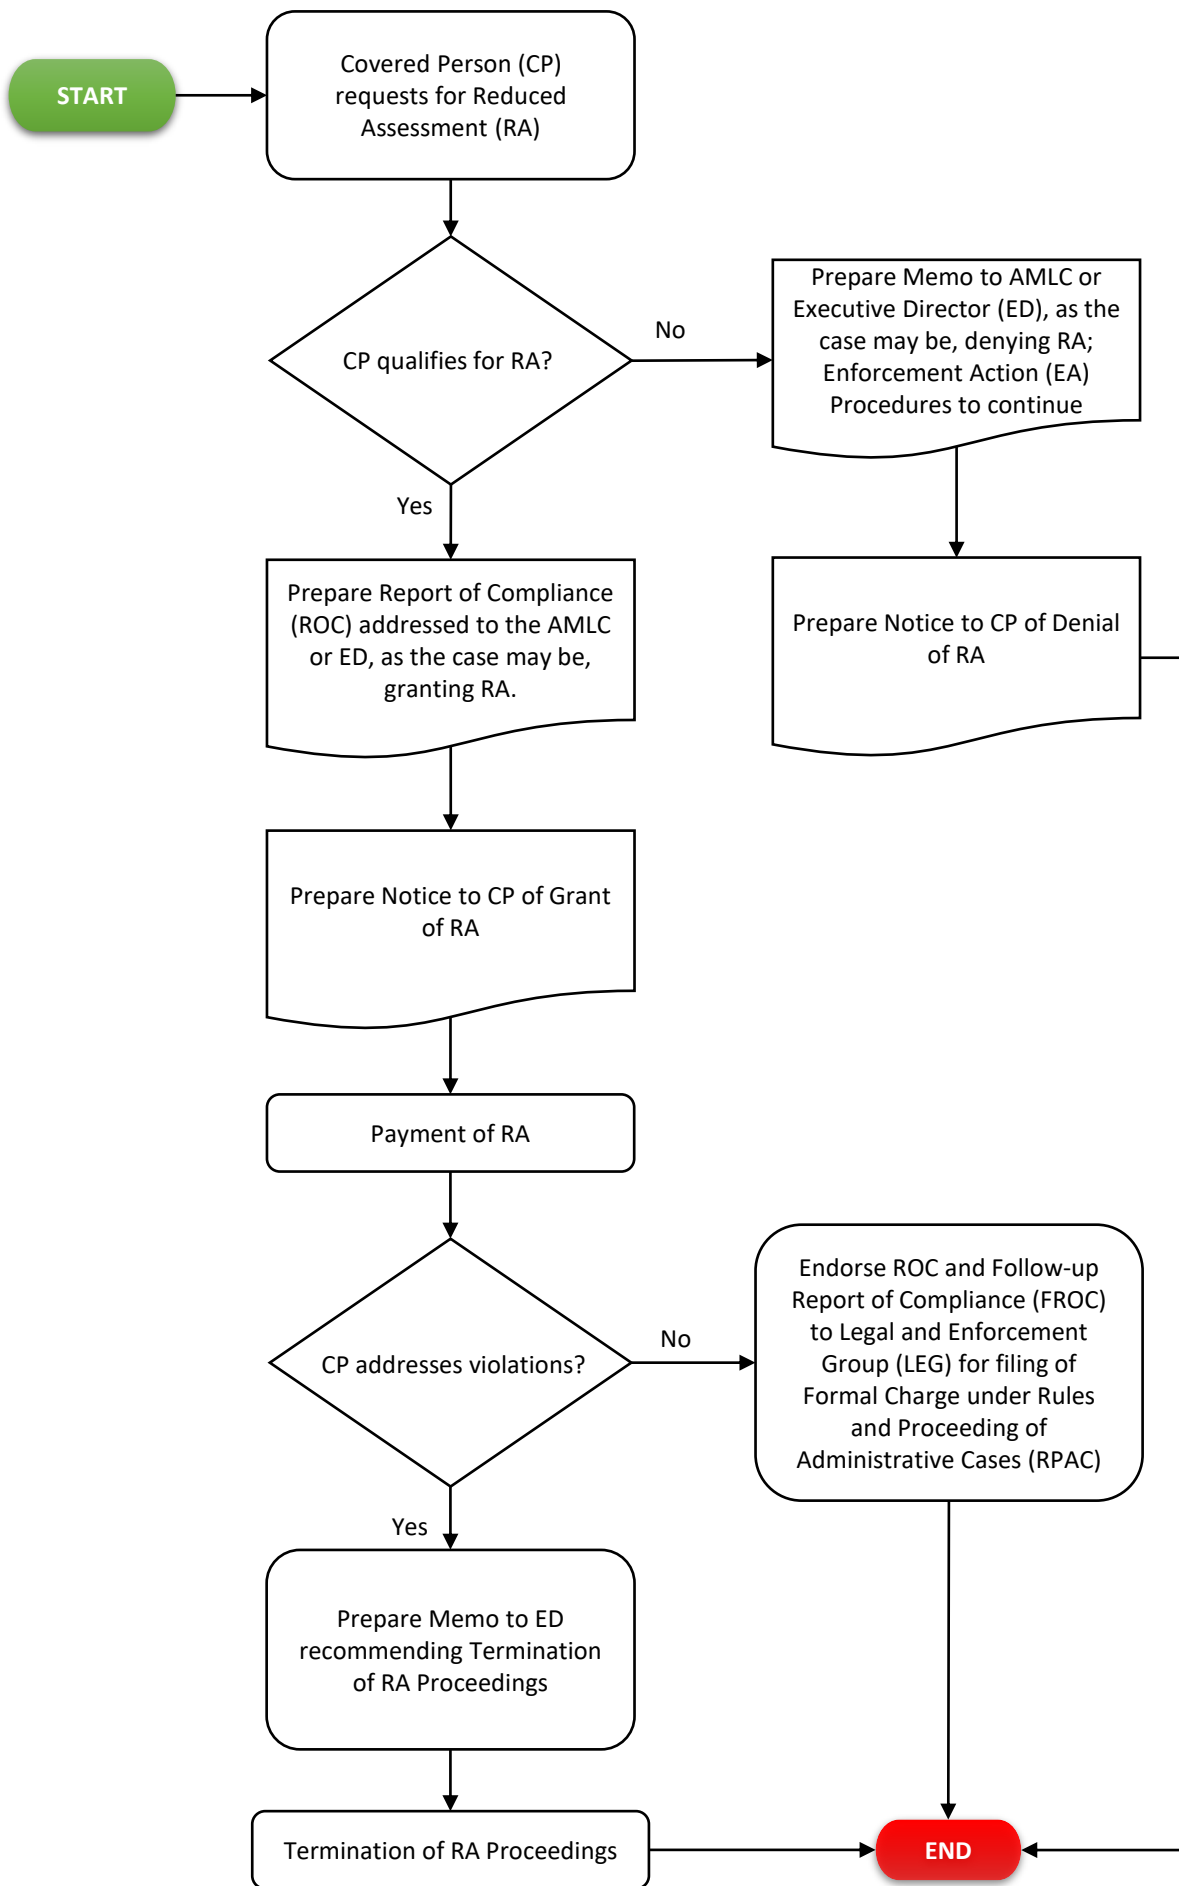 START
Covered Person (CP)
requests for Reduced
Assessment (RA)
CP qualifies for RA?
No
Prepare Memo to AMLC or
Executive Director (ED), as the
case may be, denying RA;
Enforcement Action (EA)
Procedures to continue
Yes
Prepare Report of Compliance
(ROC) addressed to the AMLC
or ED, as the case may be,
granting RA.
Prepare Notice to CP of Denial
of RA
Prepare Notice to CP of Grant
of RA
Payment of RA
CP addresses violations?
No
Endorse ROC and Follow-up
Report of Compliance (FROC)
to Legal and Enforcement
Group (LEG) for filing of
Formal Charge under Rules
and Proceeding of
Administrative Cases (RPAC)
Yes
Prepare Memo to ED
recommending Termination
of RA Proceedings
Termination of RA Proceedings
END